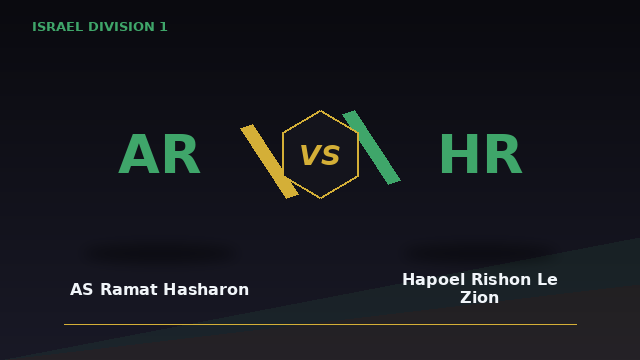 ISRAEL DIVISION 1
AR
VS
HR
AS Ramat Hasharon
Hapoel Rishon Le
Zion